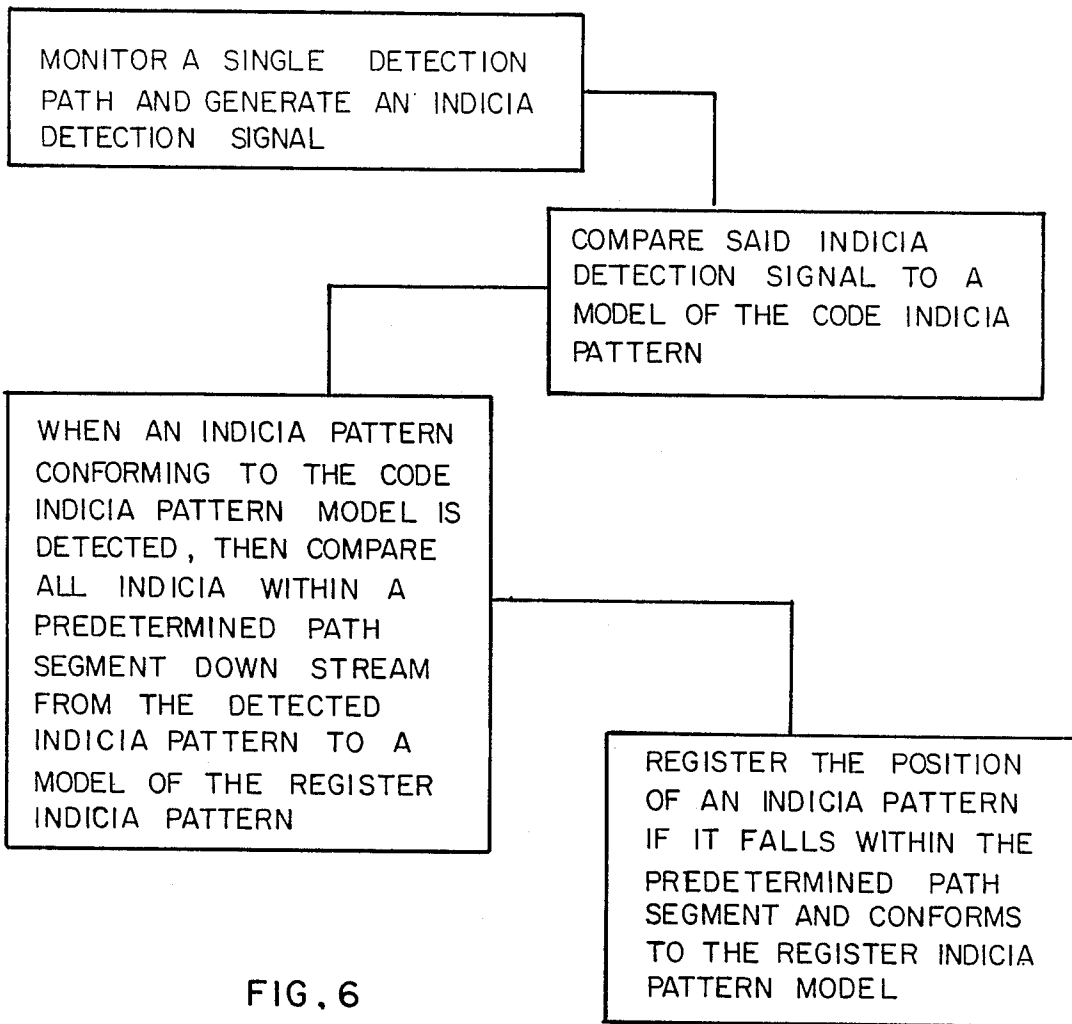 MONITOR A SINGLE DETECTION
PATH AND GENERATE AN INDICIA
DETECTION SIGNAL
COMPARE SAID INDICIA
DETECTION SIGNAL TO A
MODEL OF THE CODE INDICIA
PATTERN
WHEN AN INDICIA PATTERN
CONFORMING TO THE CODE
INDICIA PATTERN MODEL IS
DETECTED, THEN COMPARE
ALL INDICIA WITHIN A
PREDETERMINED PATH
SEGMENT DOWN STREAM
FROM THE DETECTED
INDICIA PATTERN TO A
MODEL OF THE REGISTER
INDICIA PATTERN
REGISTER THE POSITION
OF AN INDICIA PATTERN
IF IT FALLS WITHIN THE
PREDETERMINED PATH
SEGMENT AND CONFORMS
TO THE REGISTER INDICIA
PATTERN MODEL
FIG. 6